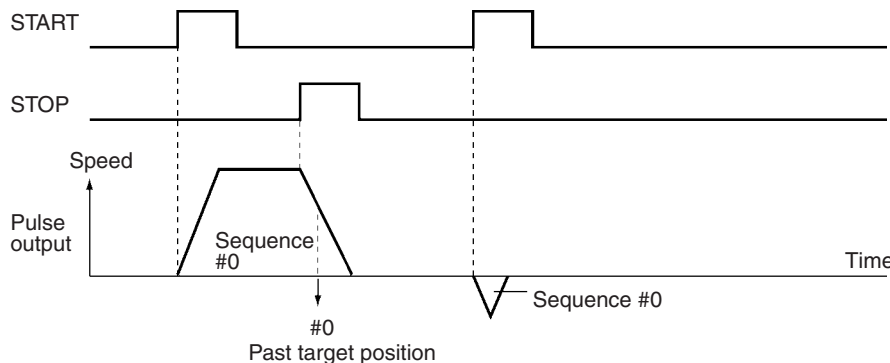 START
STOP
Speed
Pulse
output
Sequence
#0
Time
Sequence #0
#0
Past target position